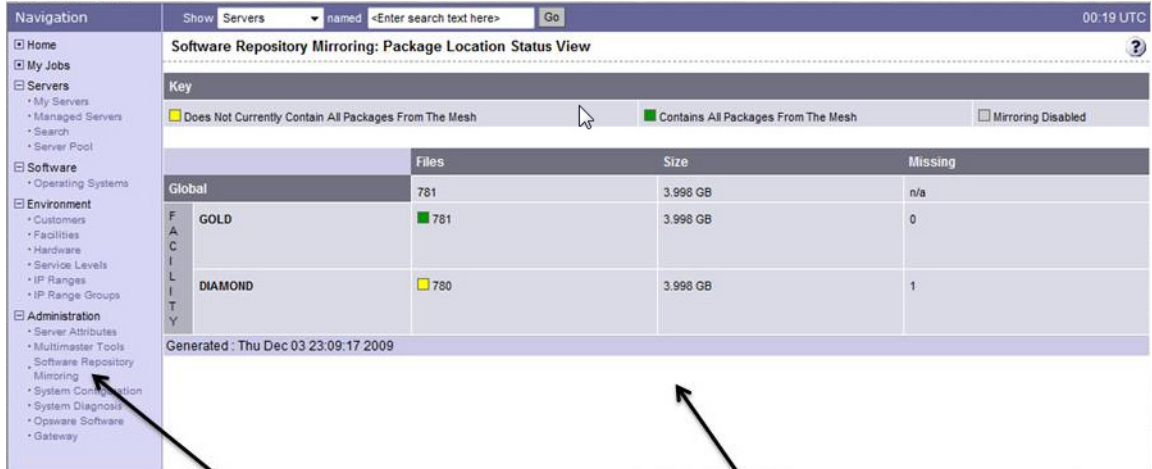 Navigation
Show Servers named <Enter search text here> Go 00:19 UTC
Home
My Jobs
Servers
My Servers
Managed Servers
Search
Server Pool
Software
Operating Systems
Environment
Customers
Facilities
Hardware
Service Levels
IP Ranges
IP Range Groups
Administration
Server Attributes
Multimaster Tools
Software Repository
Mirroring
System Configuration
System Diagnosis
Opsware Software
Gateway
Software Repository Mirroring: Package Location Status View ?
Key
Does Not Currently Contain All Packages From The Mesh Contains All Packages From The Mesh Mirroring Disabled
Files Size Missing
Global 781 3.998 GB n/a
FACILITY
GOLD 781 3.998 GB 0
DIAMOND 780 3.998 GB 1
Generated : Thu Dec 03 23:09:17 2009